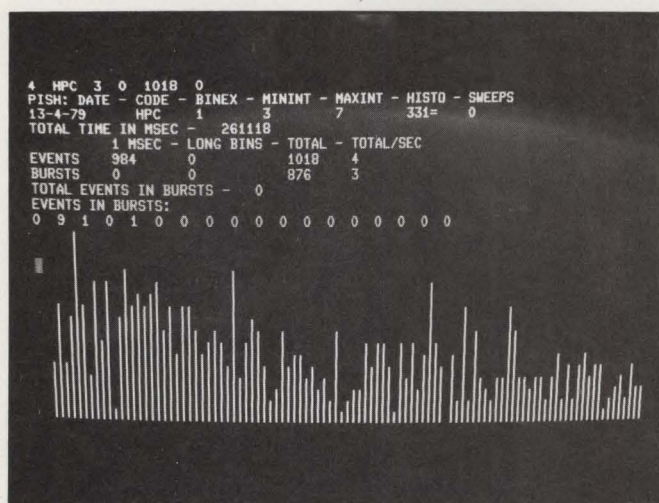 4 HPC 3 0 1018 0
PISH: DATE - CODE - BINEX - MININT - MAXINT - HISTO - SWEEPS
13-4-79 HPC 1 3 7 331= 0
TOTAL TIME IN MSEC - 261118
1 MSEC - LONG BINS - TOTAL - TOTAL/SEC
EVENTS 984 0 1018 4
BURSTS 0 0 876 3
TOTAL EVENTS IN BURSTS - 0
EVENTS IN BURSTS:
0 9 1 0 1 0 0 0 0 0 0 0 0 0 0 0 0 0